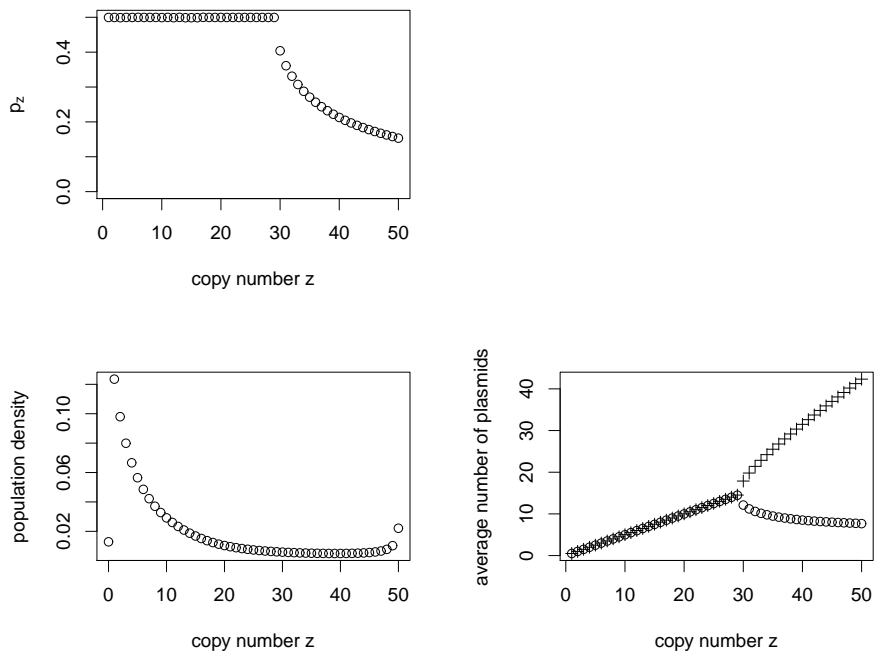 p_z
0.4
0.2
0.0
0 10 20 30 40 50
copy number z
population density
0.10
0.06
0.02
0 10 20 30 40 50
copy number z
average number of plasmids
40
30
20
10
0
0 10 20 30 40 50
copy number z